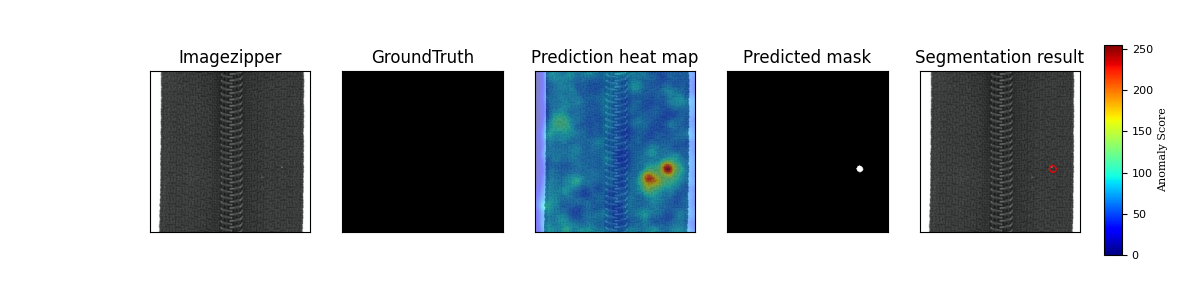 Imagezipper
GroundTruth
Prediction heat map
Predicted mask
Segmentation result
250
200
150
100
50
0
Anomaly Score